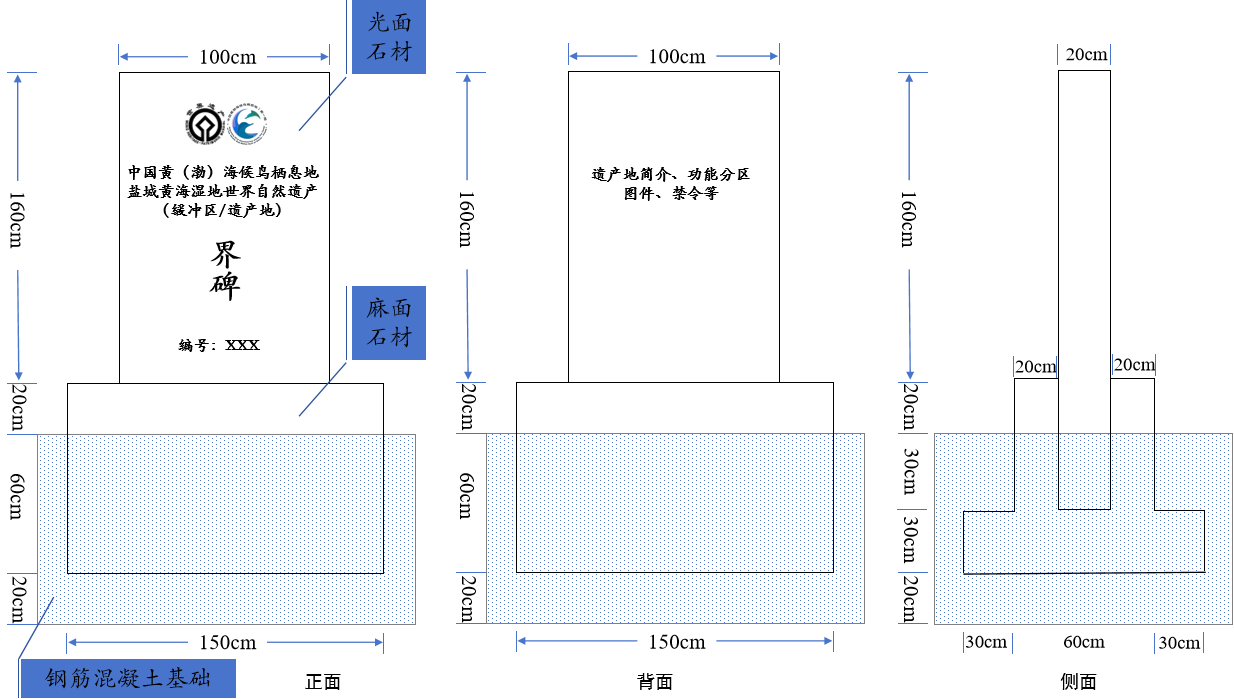 光面
石材
100cm
100cm
20cm
中国黄（渤）海候鸟栖息地
盐城黄海湿地世界自然遗产
（缓冲区/遗产地）
界
碑
编号：XXX
160cm
遗产地简介、功能分区
图件、禁令等
160cm
160cm
麻面
石材
20cm
20cm
20cm
20cm
20cm
60cm
60cm
30cm
30cm
20cm
20cm
20cm
150cm
150cm
30cm
60cm
30cm
钢筋混凝土基础
正面
背面
侧面